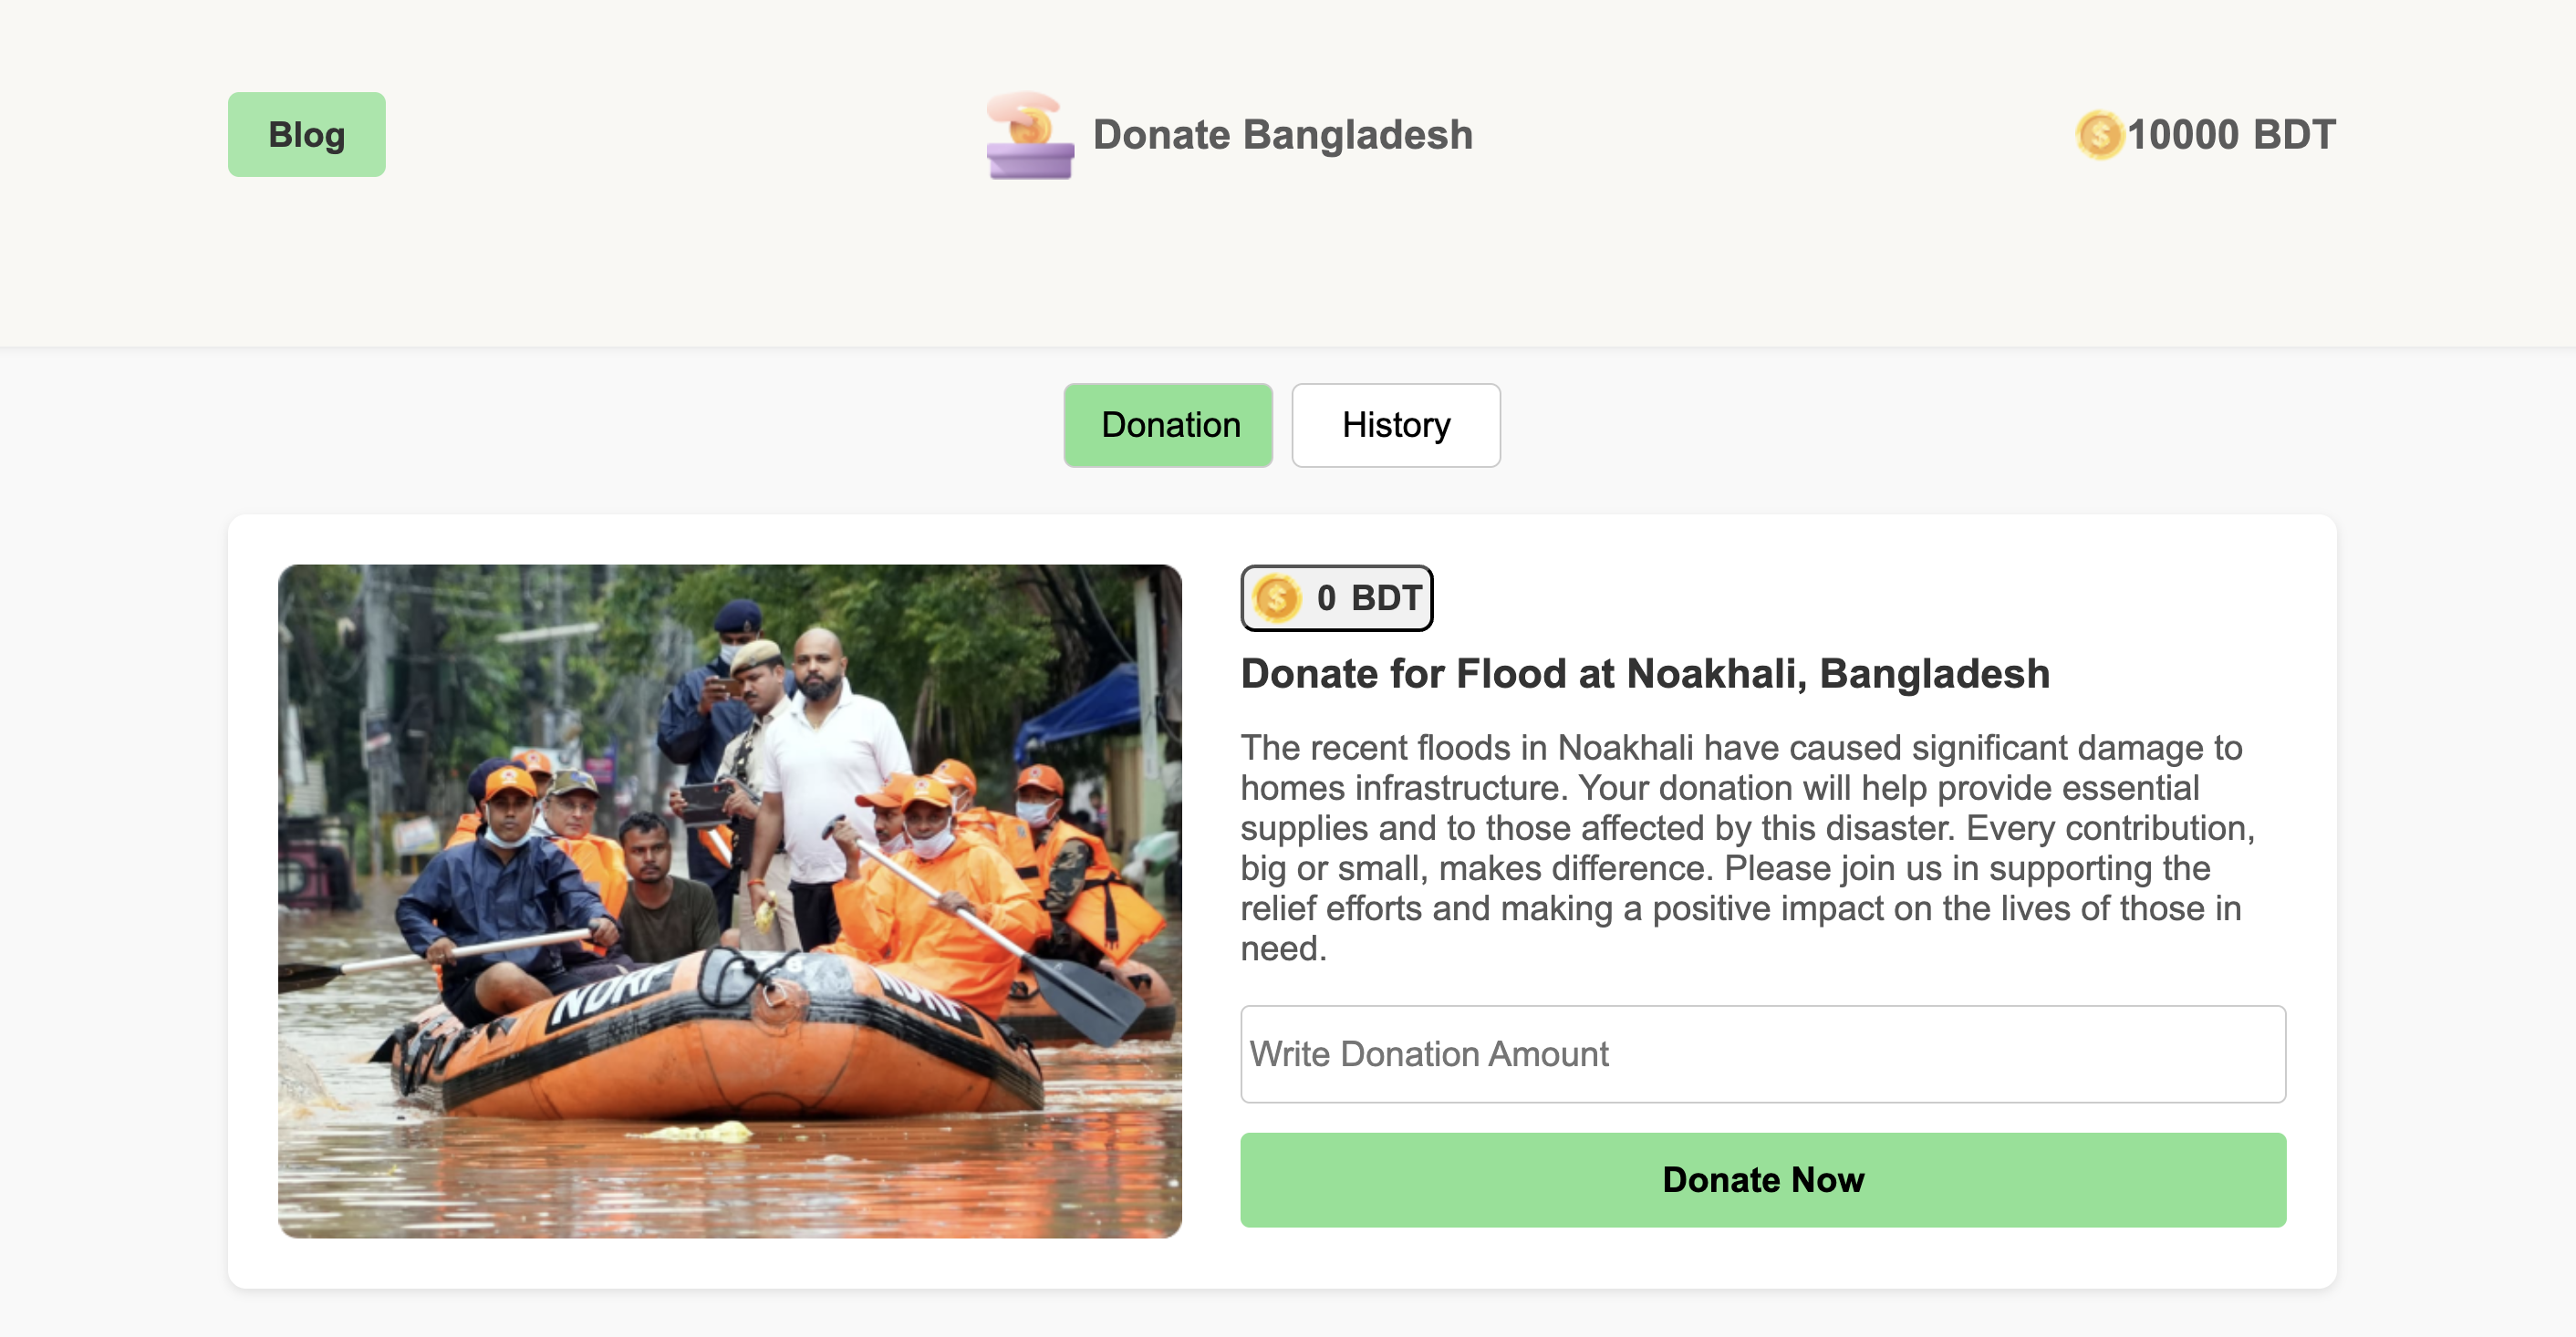 Blog
Donate Bangladesh
10000 BDT
Donation
History
0 BDT
Donate for Flood at Noakhali, Bangladesh
The recent floods in Noakhali have caused significant damage to
homes infrastructure. Your donation will help provide essential
supplies and to those affected by this disaster. Every contribution,
big or small, makes difference. Please join us in supporting the
relief efforts and making a positive impact on the lives of those in
need.
Write Donation Amount
Donate Now
NDRF
NDRF